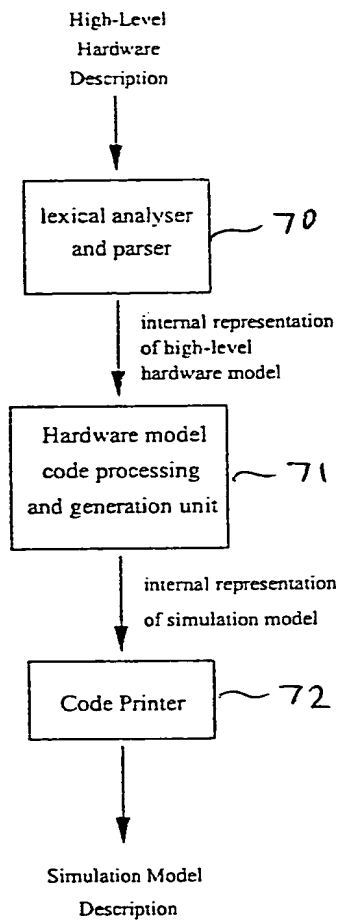 High-Level
Hardware
Description
lexical analyser
and parser
70
internal representation
of high-level
hardware model
Hardware model
code processing
and generation unit
71
internal representation
of simulation model
Code Printer
72
Simulation Model
Description